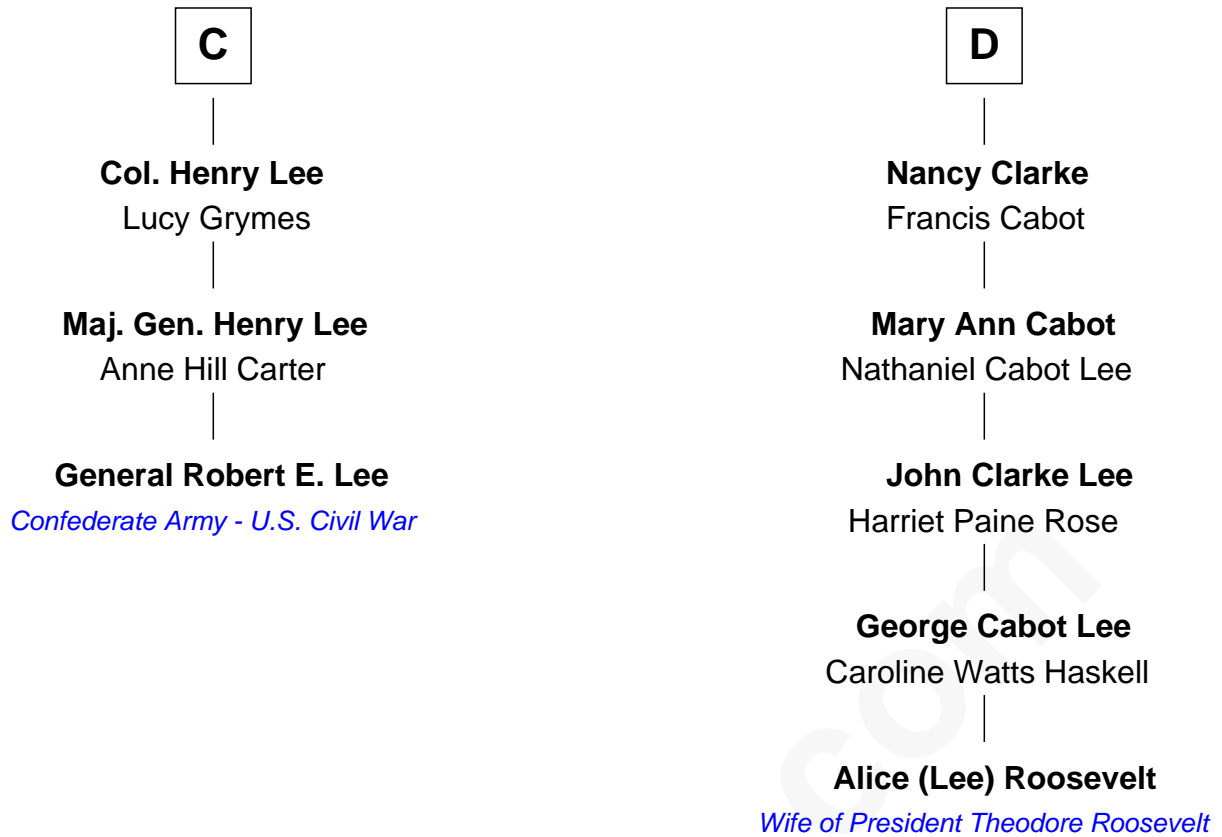 C
Col. Henry Lee
Lucy Grymes
Maj. Gen. Henry Lee
Anne Hill Carter
General Robert E. Lee
Confederate Army - U.S. Civil War
D
Nancy Clarke
Francis Cabot
Mary Ann Cabot
Nathaniel Cabot Lee
John Clarke Lee
Harriet Paine Rose
George Cabot Lee
Caroline Watts Haskell
Alice (Lee) Roosevelt
Wife of President Theodore Roosevelt
com